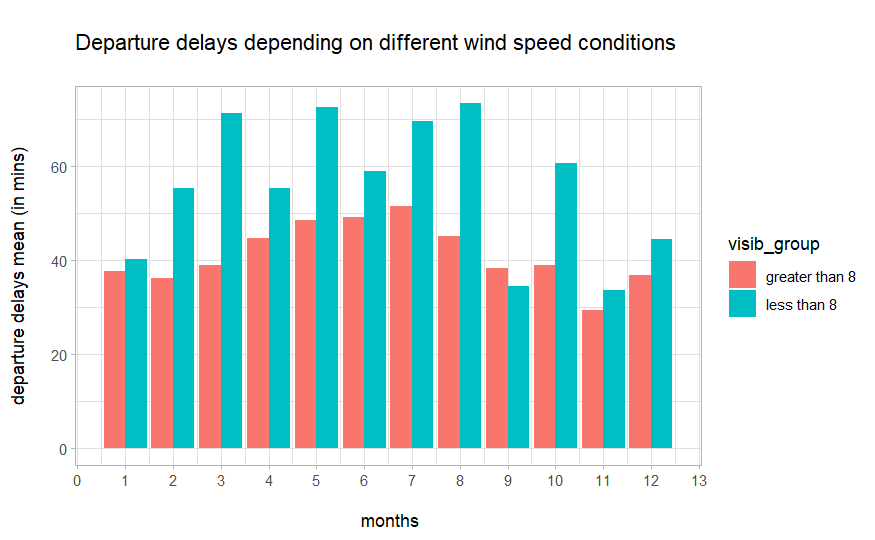 Departure delays depending on different wind speed conditions
departure delays mean (in mins)
60
40
20
0
0 1 2 3 4 5 6 7 8 9 10 11 12 13
months
visib_group
greater than 8
less than 8